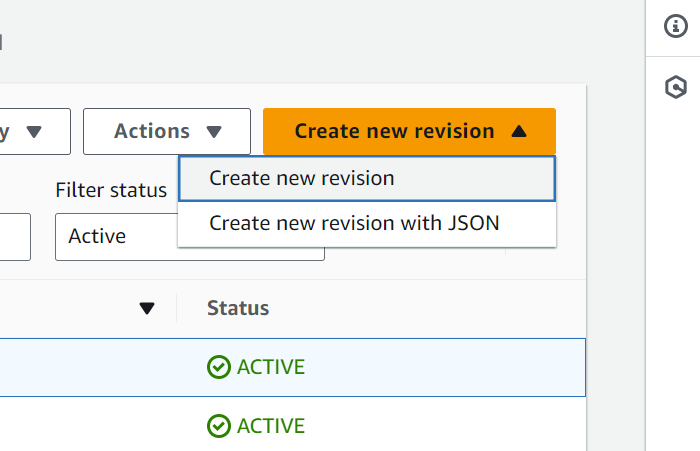 Actions
Create new revision
Create new revision
Filter status
Create new revision with JSON
Active
Status
ACTIVE
ACTIVE